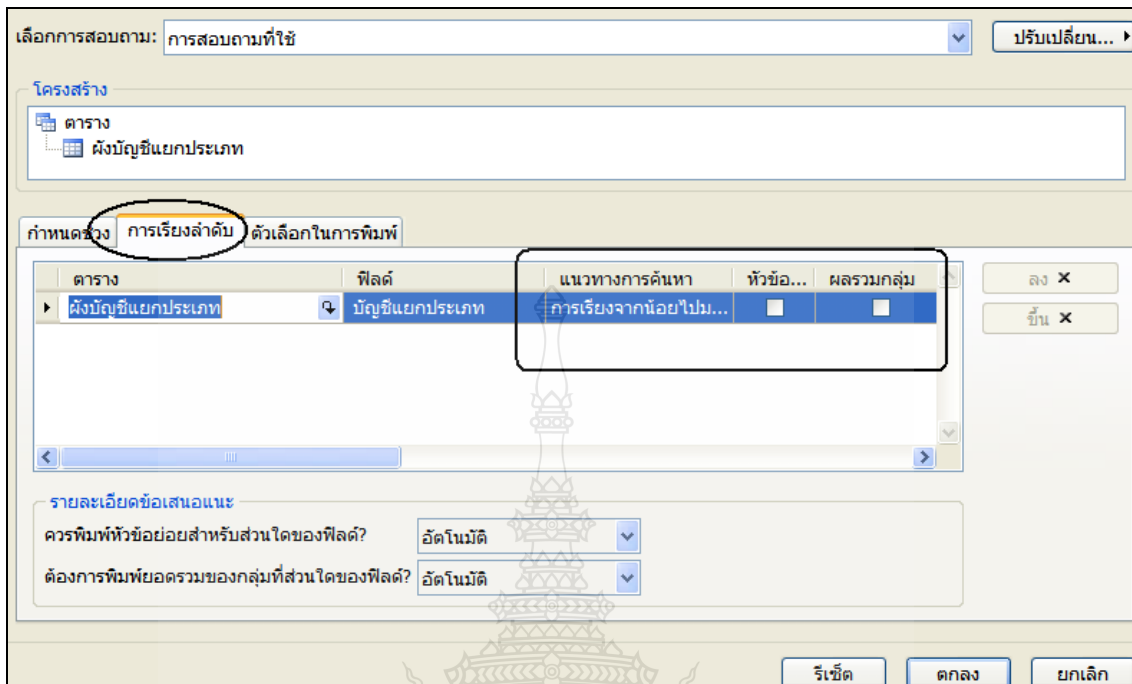 เลือกการสอบถาม: การสอบถามที่ใช้ ปรับเปลี่ยน...
โครงสร้าง
ตาราง
ผังบัญชีแยกประเภท
กำหนดช่วง การเรียงลำดับ ตัวเลือกในการพิมพ์
ตาราง ฟิลด์ แนวทางการค้นหา หัวข้อ... ผลรวมกลุ่ม
ผังบัญชีแยกประเภท บัญชีแยกประเภท การเรียงจากน้อยไปม...
ลง
ขึ้น
รายละเอียดข้อเสนอแนะ
ควรพิมพ์หัวข้อย่อยสำหรับส่วนใดของฟิลด์? อัตโนมัติ
ต้องการพิมพ์ยอดรวมของกลุ่มที่ส่วนใดของฟิลด์? อัตโนมัติ
รีเซ็ต ตกลง ยกเลิก